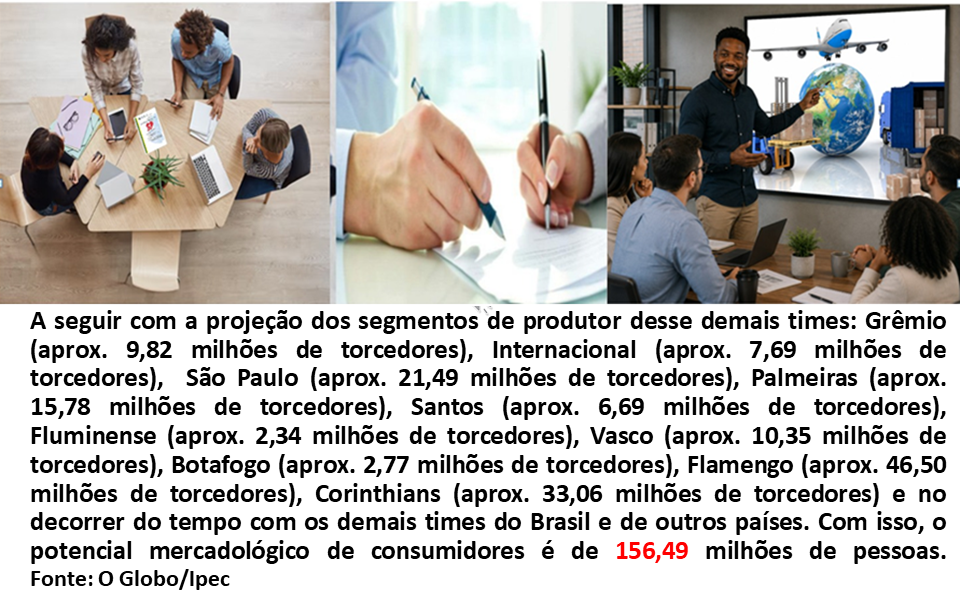 A seguir com a projeção dos segmentos de produtor desse demais times: Grêmio
(aprox. 9,82 milhões de torcedores), Internacional (aprox. 7,69 milhões de
torcedores), São Paulo (aprox. 21,49 milhões de torcedores), Palmeiras (aprox.
15,78 milhões de torcedores), Santos (aprox. 6,69 milhões de torcedores),
Fluminense (aprox. 2,34 milhões de torcedores), Vasco (aprox. 10,35 milhões de
torcedores), Botafogo (aprox. 2,77 milhões de torcedores), Flamengo (aprox. 46,50
milhões de torcedores), Corinthians (aprox. 33,06 milhões de torcedores) e no
decorrer do tempo com os demais times do Brasil e de outros países. Com isso, o
potencial mercadológico de consumidores é de 156,49 milhões de pessoas.
Fonte: O Globo/Ipec